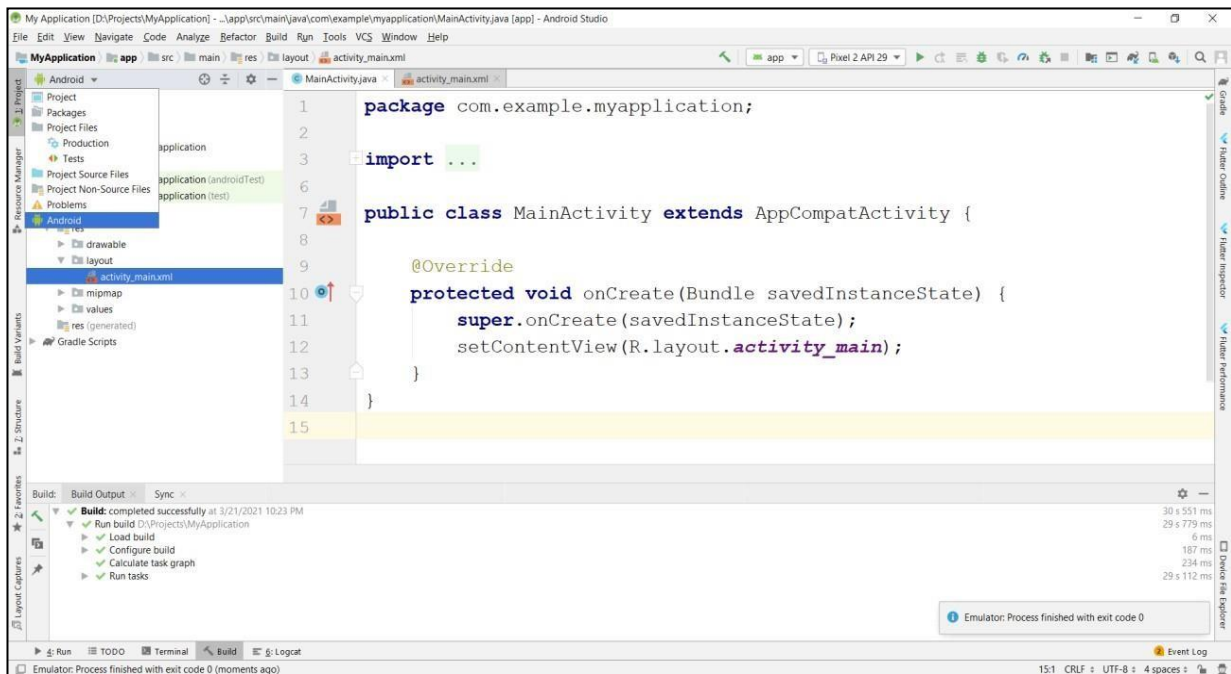 My Application [D:\Projects\MyApplication] - ...\app\src\main\java\com\example\myapplication\MainActivity.java [app] - Android Studio
File Edit View Navigate Code Analyze Refactor Build Run Tools VCS Window Help
MyApplication app src main res layout activity_main.xml app Pixel 2 API 29
1: Project
Resource Manager
Build Variants
7: Structure
2: Favorites
Layout Captures
Android
Project
Packages
Project Files
Production
Tests
Project Source Files
Project Non-Source Files
Problems
Android
application
application (androidTest)
application (test)
res
drawable
layout
activity_main.xml
mipmap
values
res (generated)
Gradle Scripts
MainActivity.java activity_main.xml
1 package com.example.myapplication;
2
3 import ...
6
7 public class MainActivity extends AppCompatActivity {
8
9 @Override
10 protected void onCreate(Bundle savedInstanceState) {
11 super.onCreate(savedInstanceState);
12 setContentView(R.layout.activity_main);
13 }
14 }
15
Gradle
Flutter Outline
Flutter Inspector
Flutter Performance
Device File Explorer
Build: Build Output Sync
Build: completed successfully at 3/21/2021 10:23 PM 30 s 551 ms
Run build D:\Projects\MyApplication 29 s 779 ms
Load build 6 ms
Configure build 187 ms
Calculate task graph 234 ms
Run tasks 29 s 112 ms
Emulator: Process finished with exit code 0
4: Run TODO Terminal Build 6: Logcat 2 Event Log
Emulator: Process finished with exit code 0 (moments ago) 15:1 CRLF UTF-8 4 spaces